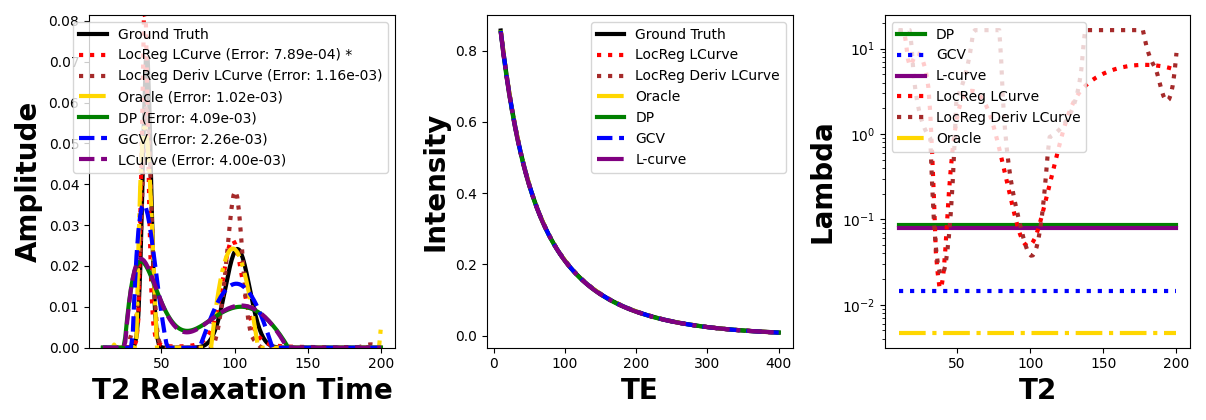 0.08
0.07
0.06
0.05
0.04
0.03
0.02
0.01
0.00
Amplitude
Ground Truth
LocReg LCurve (Error: 7.89e-04) *
LocReg Deriv LCurve (Error: 1.16e-03)
Oracle (Error: 1.02e-03)
DP (Error: 4.09e-03)
GCV (Error: 2.26e-03)
LCurve (Error: 4.00e-03)
50 100 150 200
T2 Relaxation Time
0.8
0.6
0.4
0.2
0.0
Intensity
Ground Truth
LocReg LCurve
LocReg Deriv LCurve
Oracle
DP
GCV
L-curve
0 100 200 300 400
TE
10¹
10⁰
10⁻¹
10⁻²
Lambda
DP
GCV
L-curve
LocReg LCurve
LocReg Deriv LCurve
Oracle
50 100 150 200
T2